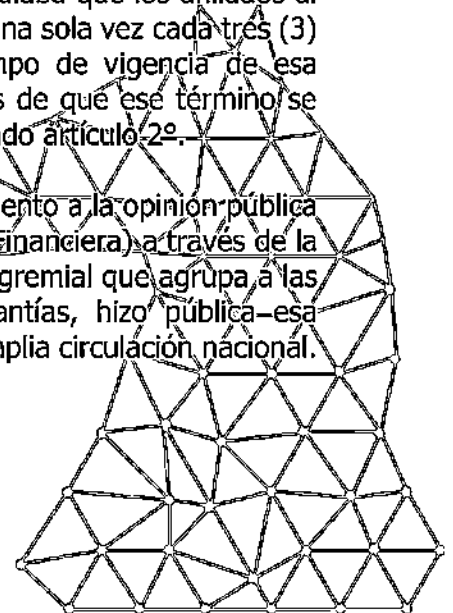 na sola vez cada tres (3)
mpo de vigencia de esa
s de que ese término se
do artículo 2º.
ento a la opinión pública
Financiera) a través de la
gremial que agrupa a las
antías, hizo pública esa
aplia circulación nacional.